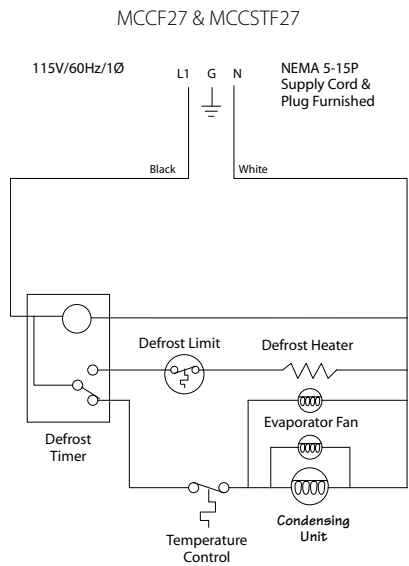 MCCF27 & MCCSTF27
115V/60Hz/1Ø
L1 G N
NEMA 5-15P
Supply Cord &
Plug Furnished
Black
White
Defrost Limit
Defrost Heater
Evaporator Fan
Defrost
Timer
Condensing
Unit
Temperature
Control